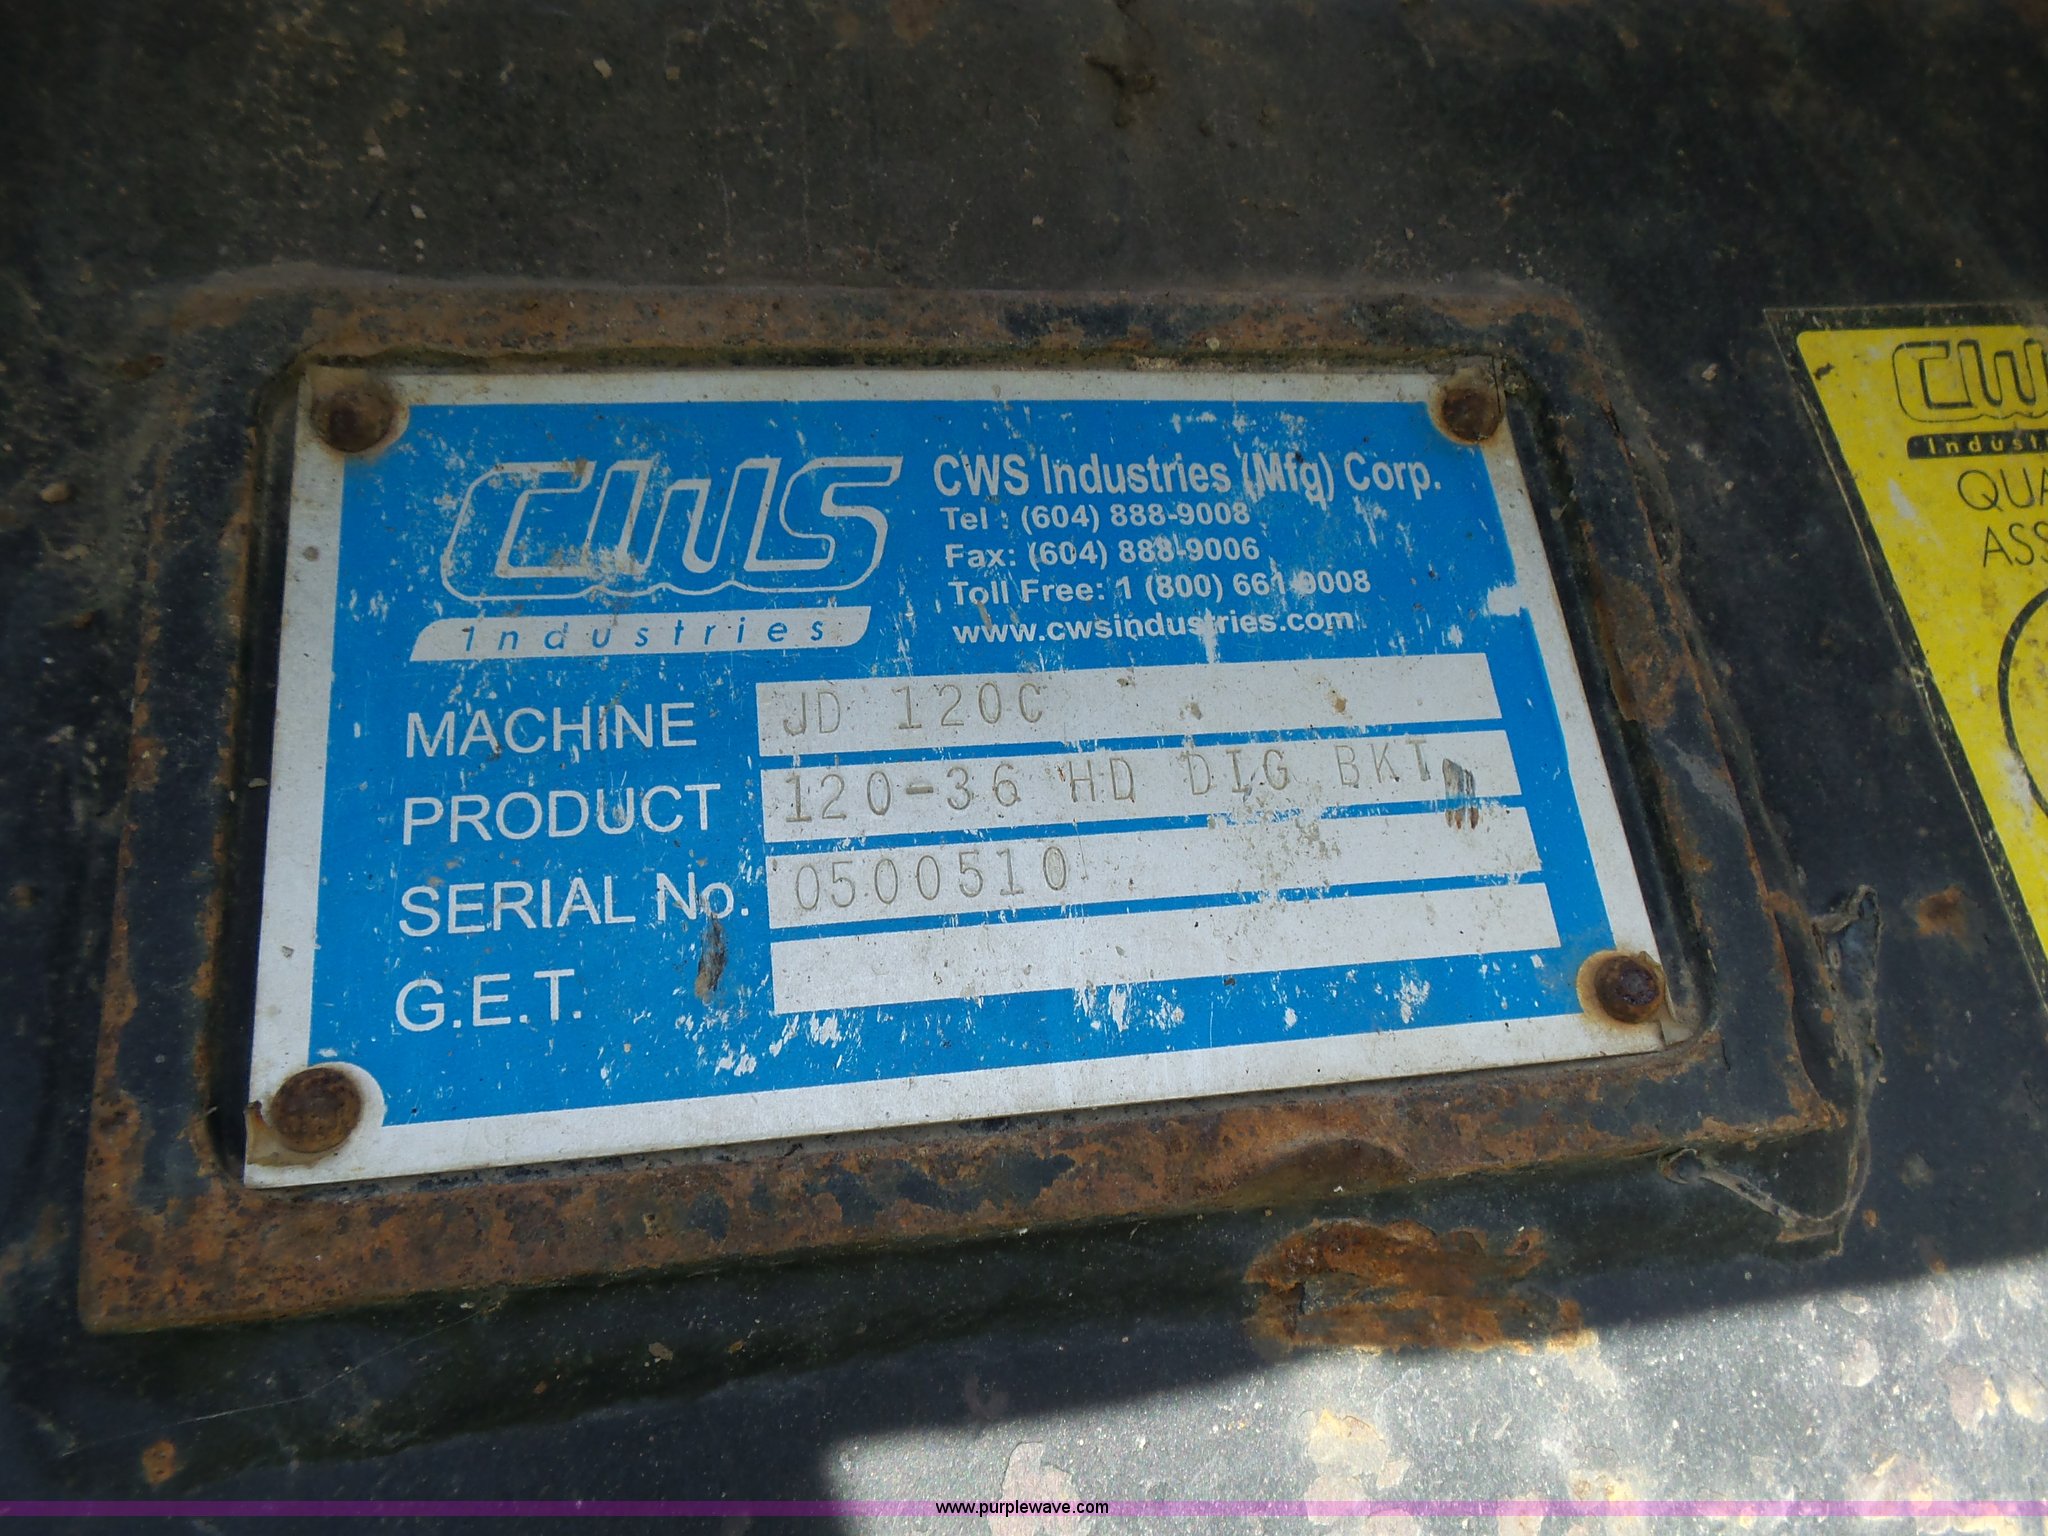 CWS
Industries
CWS Industries (Mfg) Corp.
Tel : (604) 888-9008
Fax: (604) 888-9006
Toll Free: 1 (800) 661-9008
www.cwsindustries.com
MACHINE JD 120C
PRODUCT 120-36 HD DIG BKT
SERIAL No. 0500510
G.E.T.
CW
Indust
QUA
ASS
www.purplewave.com